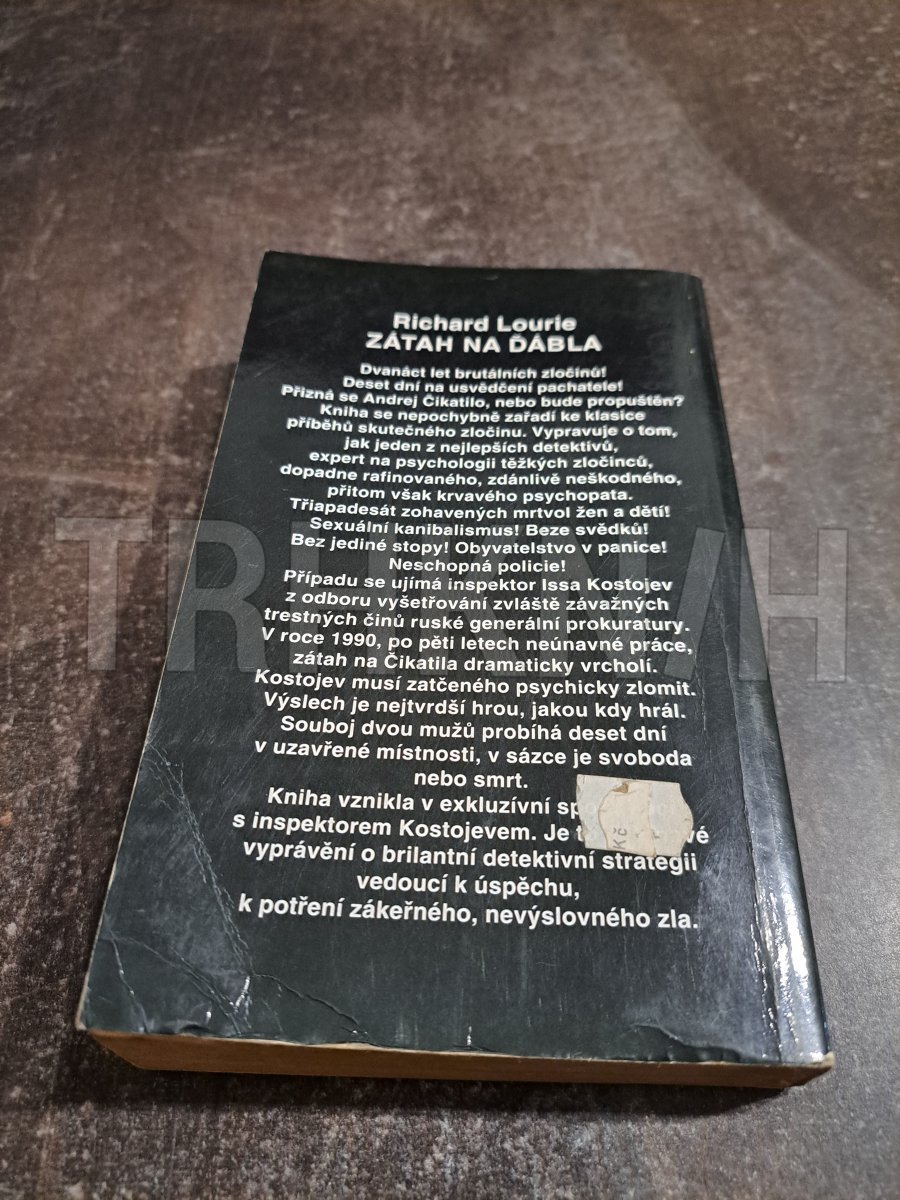 Richard Lourie
ZÁTAH NA ĎÁBLA
Dvanáct let brutálních zločinů!
Deset dní na usvědčení pachatele!
Přizná se Andrej Čikatilo, nebo bude propuštěn?
Kniha se nepochybně zařadí ke klasice
příběhů skutečného zločinu. Vypravuje o tom,
jak jeden z nejlepších detektivů,
expert na psychologii těžkých zločinců,
dopadne rafinovaného, zdánlivě neškodného,
přitom však krvavého psychopata.
Třiapadesát zohavených mrtvol žen a dětí!
Sexuální kanibalismus! Beze svědků!
Bez jediné stopy! Obyvatelstvo v panice!
Neschopná policie!
Případu se ujímá inspektor Issa Kostojev
z odboru vyšetřování zvláště závažných
trestných činů ruské generální prokuratury.
V roce 1990, po pěti letech neúnavné práce,
zátah na Čikatila dramaticky vrcholí.
Kostojev musí zatčeného psychicky zlomit.
Výslech je nejtvrdší hrou, jakou kdy hrál.
Souboj dvou mužů probíhá deset dní
v uzavřené místnosti, v sázce je svoboda
nebo smrt.
Kniha vznikla v exkluzívní
s inspektorem Kostojevem. Je
vyprávění o brilantní detektivní strategii
vedoucí k úspěchu,
k potření zákeřného, nevýslovného zla.
Kč